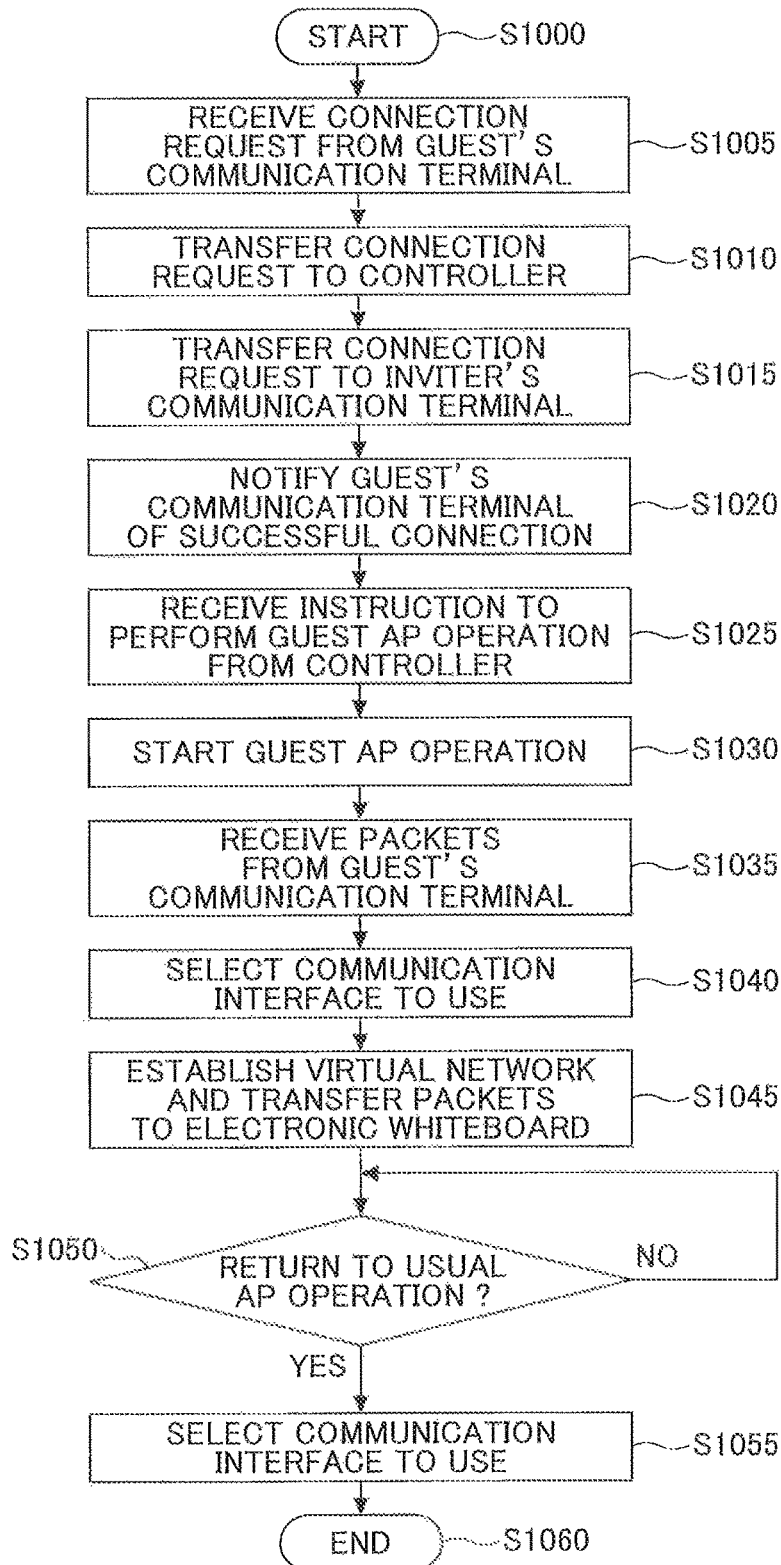 START
S1000
RECEIVE CONNECTION
REQUEST FROM GUEST'S
COMMUNICATION TERMINAL
S1005
TRANSFER CONNECTION
REQUEST TO CONTROLLER
S1010
TRANSFER CONNECTION
REQUEST TO INVITER'S
COMMUNICATION TERMINAL
S1015
NOTIFY GUEST'S
COMMUNICATION TERMINAL
OF SUCCESSFUL CONNECTION
S1020
RECEIVE INSTRUCTION TO
PERFORM GUEST AP OPERATION
FROM CONTROLLER
S1025
START GUEST AP OPERATION
S1030
RECEIVE PACKETS
FROM GUEST'S
COMMUNICATION TERMINAL
S1035
SELECT COMMUNICATION
INTERFACE TO USE
S1040
ESTABLISH VIRTUAL NETWORK
AND TRANSFER PACKETS
TO ELECTRONIC WHITEBOARD
S1045
S1050
RETURN TO USUAL
AP OPERATION ?
NO
YES
SELECT COMMUNICATION
INTERFACE TO USE
S1055
END
S1060